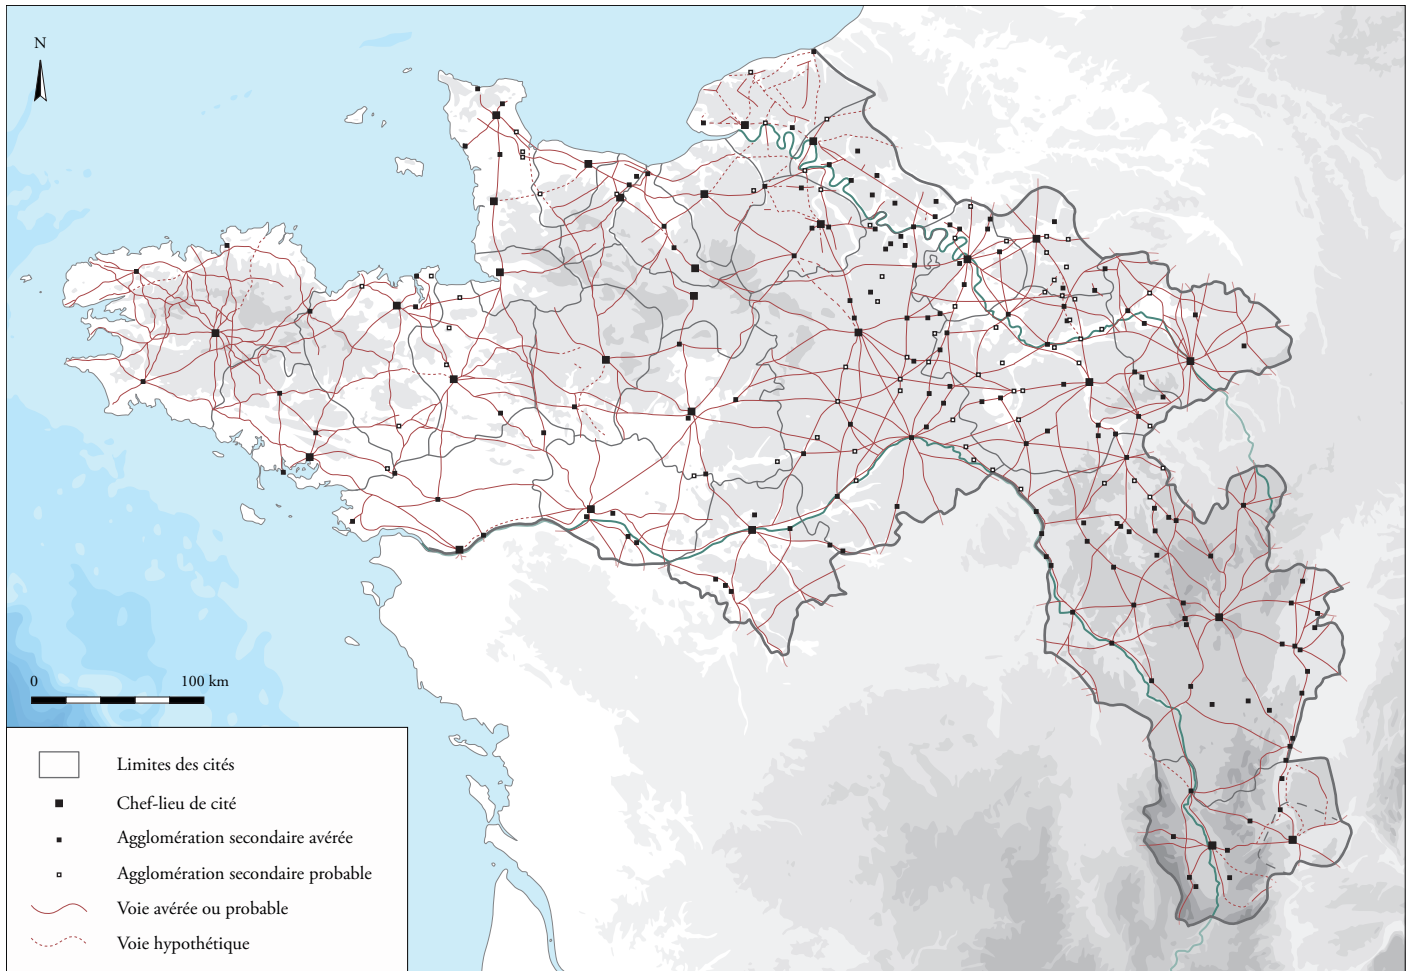 N
0 100 km
Limites des cités
Chef-lieu de cité
Agglomération secondaire avérée
Agglomération secondaire probable
Voie avérée ou probable
Voie hypothétique